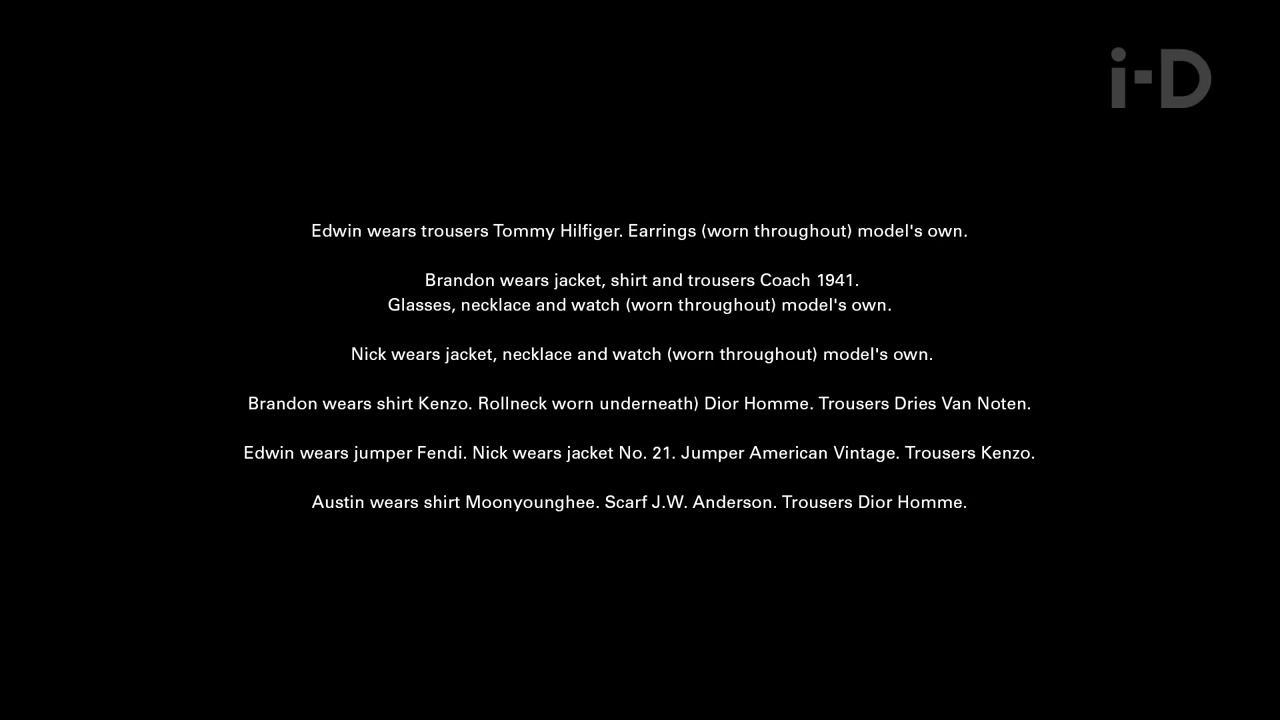 i-D
Edwin wears trousers Tommy Hilfiger. Earrings (worn throughout) model's own.
Brandon wears jacket, shirt and trousers Coach 1941.
Glasses, necklace and watch (worn throughout) model's own.
Nick wears jacket, necklace and watch (worn throughout) model's own.
Brandon wears shirt Kenzo. Rollneck worn underneath) Dior Homme. Trousers Dries Van Noten.
Edwin wears jumper Fendi. Nick wears jacket No. 21. Jumper American Vintage. Trousers Kenzo.
Austin wears shirt Moonyounghee. Scarf J.W. Anderson. Trousers Dior Homme.